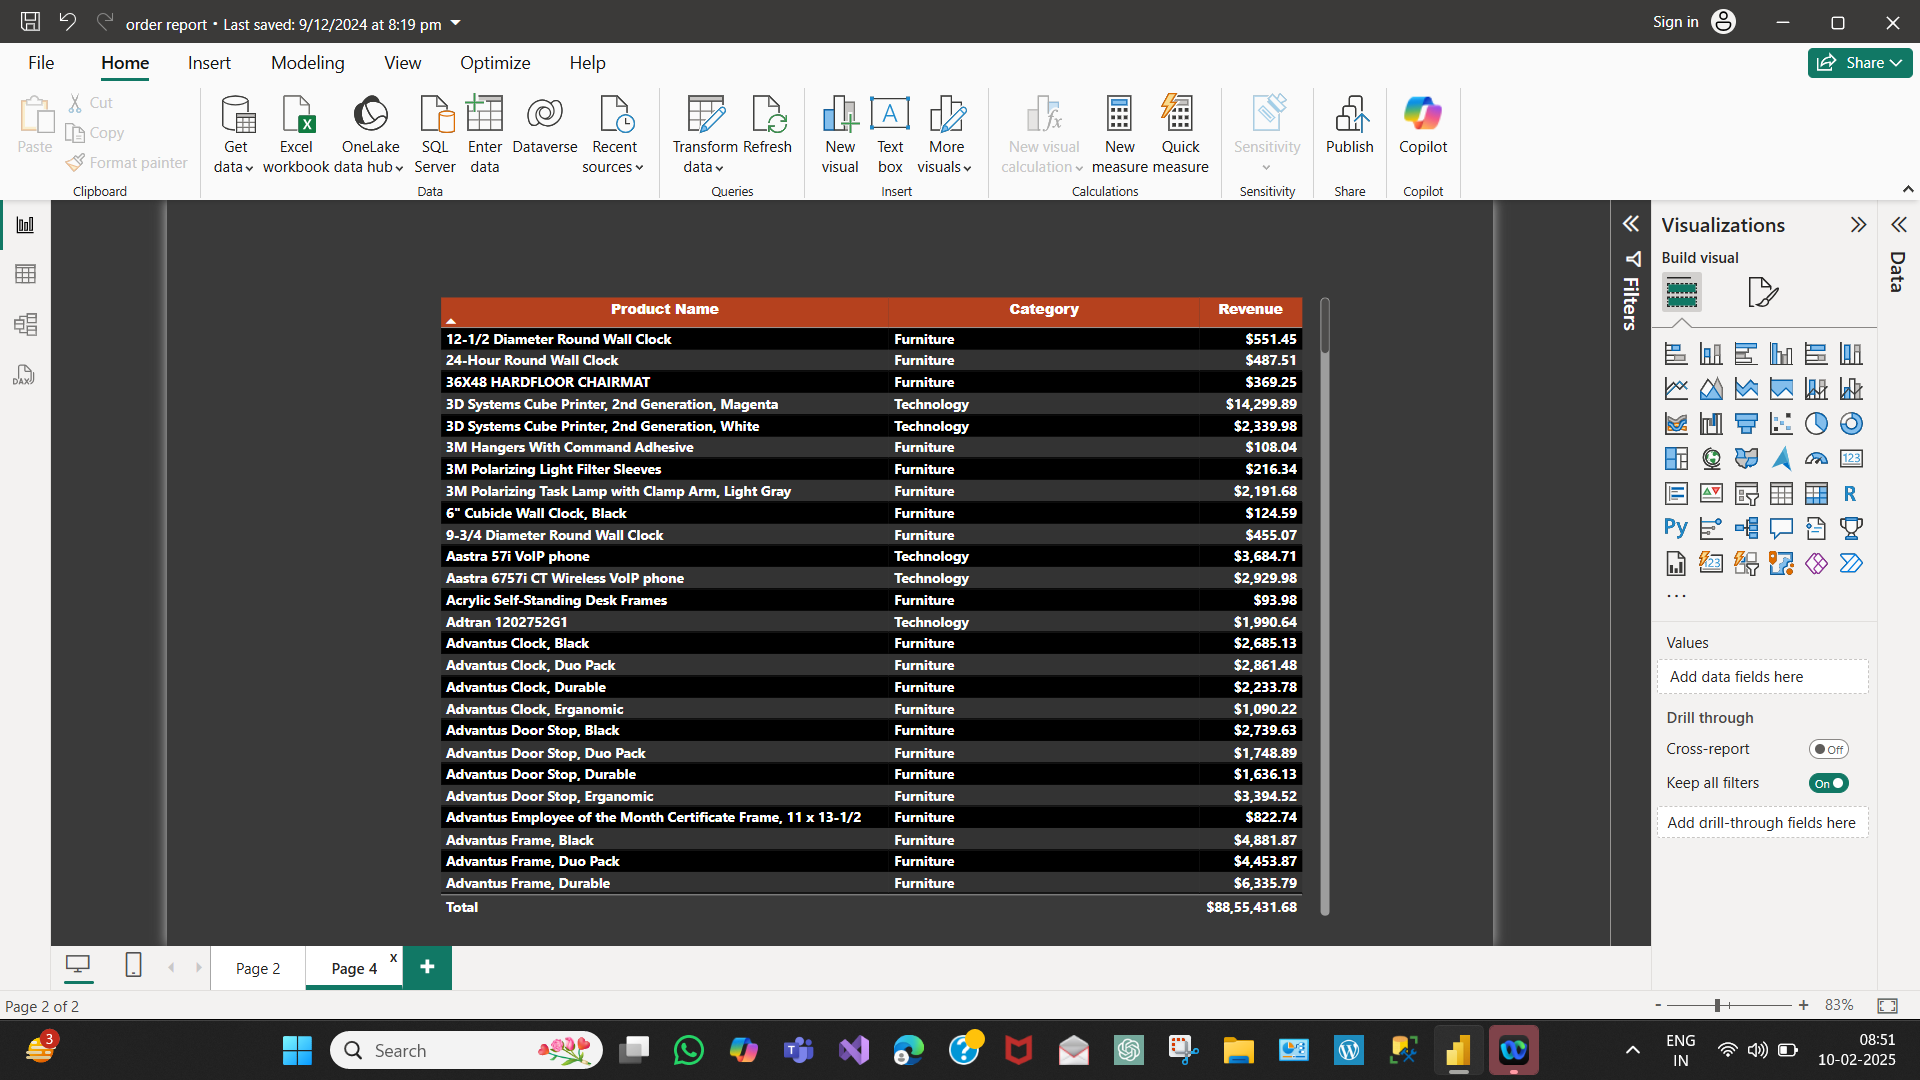 order report • Last saved: 9/12/2024 at 8:19 pm
Sign in
File Home Insert Modeling View Optimize Help
Share
Paste
Cut
Copy
Format painter
Clipboard
Get data
Excel workbook
OneLake data hub
SQL Server
Enter data
Dataverse
Recent sources
Data
Transform data
Refresh
Queries
New visual
Text box
More visuals
Insert
New visual calculation
New measure
Quick measure
Calculations
Sensitivity
Sensitivity
Publish
Share
Copilot
Copilot
Product Name Category Revenue
12-1/2 Diameter Round Wall Clock Furniture $551.45
24-Hour Round Wall Clock Furniture $487.51
36X48 HARDFLOOR CHAIRMAT Furniture $369.25
3D Systems Cube Printer, 2nd Generation, Magenta Technology $14,299.89
3D Systems Cube Printer, 2nd Generation, White Technology $2,339.98
3M Hangers With Command Adhesive Furniture $108.04
3M Polarizing Light Filter Sleeves Furniture $216.34
3M Polarizing Task Lamp with Clamp Arm, Light Gray Furniture $2,191.68
6" Cubicle Wall Clock, Black Furniture $124.59
9-3/4 Diameter Round Wall Clock Furniture $455.07
Aastra 57i VoIP phone Technology $3,684.71
Aastra 6757i CT Wireless VoIP phone Technology $2,929.98
Acrylic Self-Standing Desk Frames Furniture $93.98
Adtran 1202752G1 Technology $1,990.64
Advantus Clock, Black Furniture $2,685.13
Advantus Clock, Duo Pack Furniture $2,861.48
Advantus Clock, Durable Furniture $2,233.78
Advantus Clock, Erganomic Furniture $1,090.22
Advantus Door Stop, Black Furniture $2,739.63
Advantus Door Stop, Duo Pack Furniture $1,748.89
Advantus Door Stop, Durable Furniture $1,636.13
Advantus Door Stop, Erganomic Furniture $3,394.52
Advantus Employee of the Month Certificate Frame, 11 x 13-1/2 Furniture $822.74
Advantus Frame, Black Furniture $4,881.87
Advantus Frame, Duo Pack Furniture $4,453.87
Advantus Frame, Durable Furniture $6,335.79
Total $88,55,431.68
Filters
Visualizations
Build visual
123
R
Py
123
...
Values
Add data fields here
Drill through
Cross-report Off
Keep all filters On
Add drill-through fields here
Data
Page 2
Page 4 x
+
Page 2 of 2
- + 83%
3
Search
ENG
IN
08:51
10-02-2025